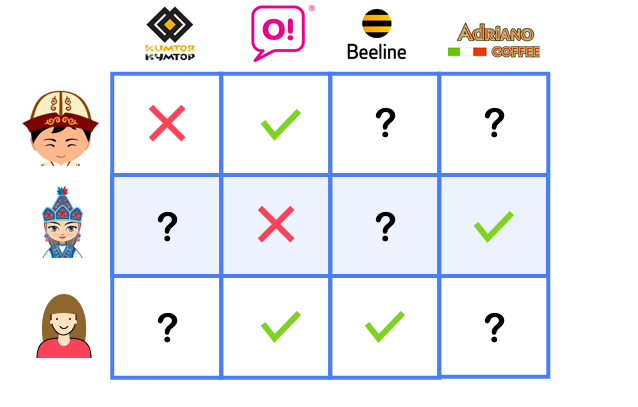 KUMTOR
КУМТОР
O!
®
Beeline
ADRIANO
COFFEE
? ?
? ?
? ?